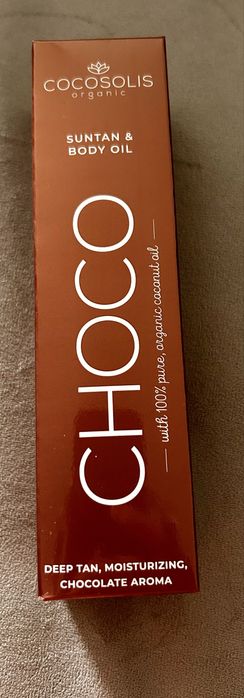 COCOSOLIS
organic
SUNTAN &
BODY OIL
CHOCO
with 100% pure, organic coconut oil
DEEP TAN, MOISTURIZING,
CHOCOLATE AROMA